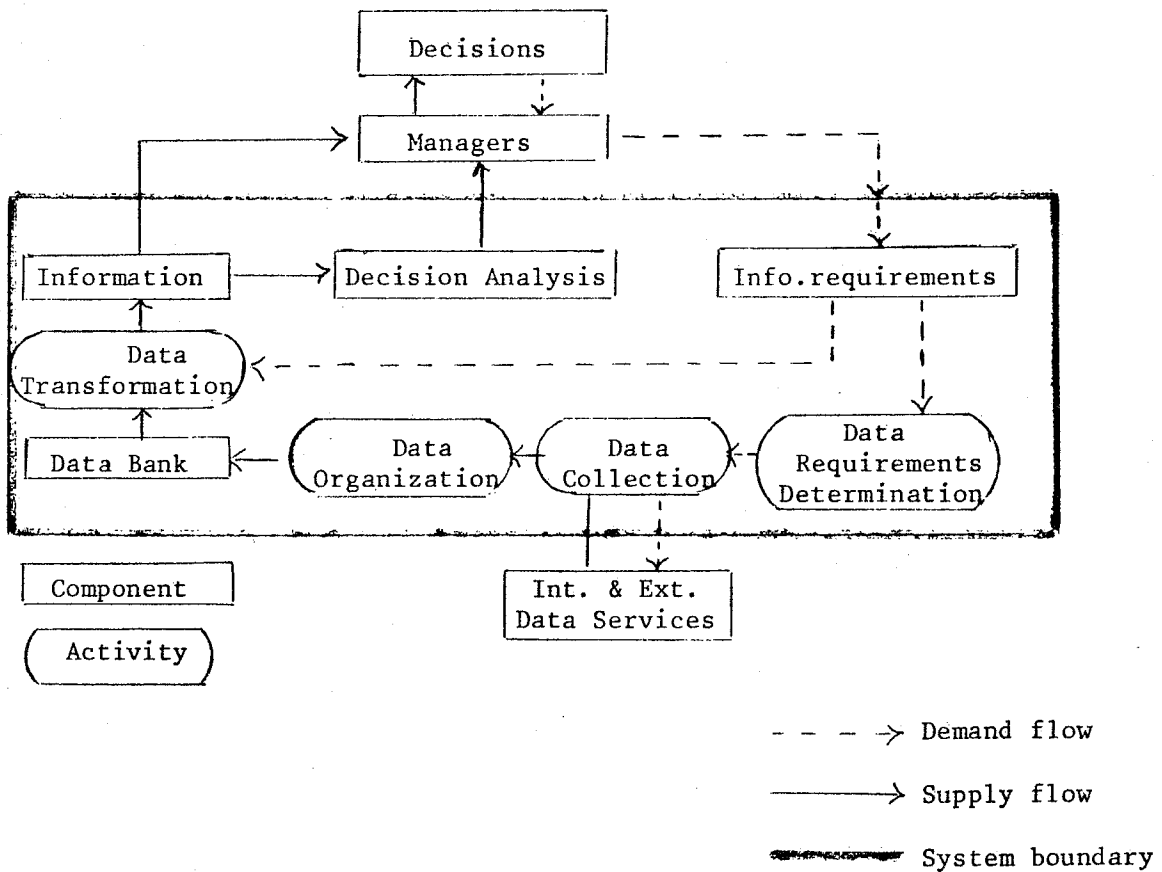 Decisions
Managers
Information
Decision Analysis
Info.requirements
Data
Transformation
Data Bank
Data
Organization
Data
Collection
Data
Requirements
Determination
Int. & Ext.
Data Services
Component
Activity
Demand flow
Supply flow
System boundary